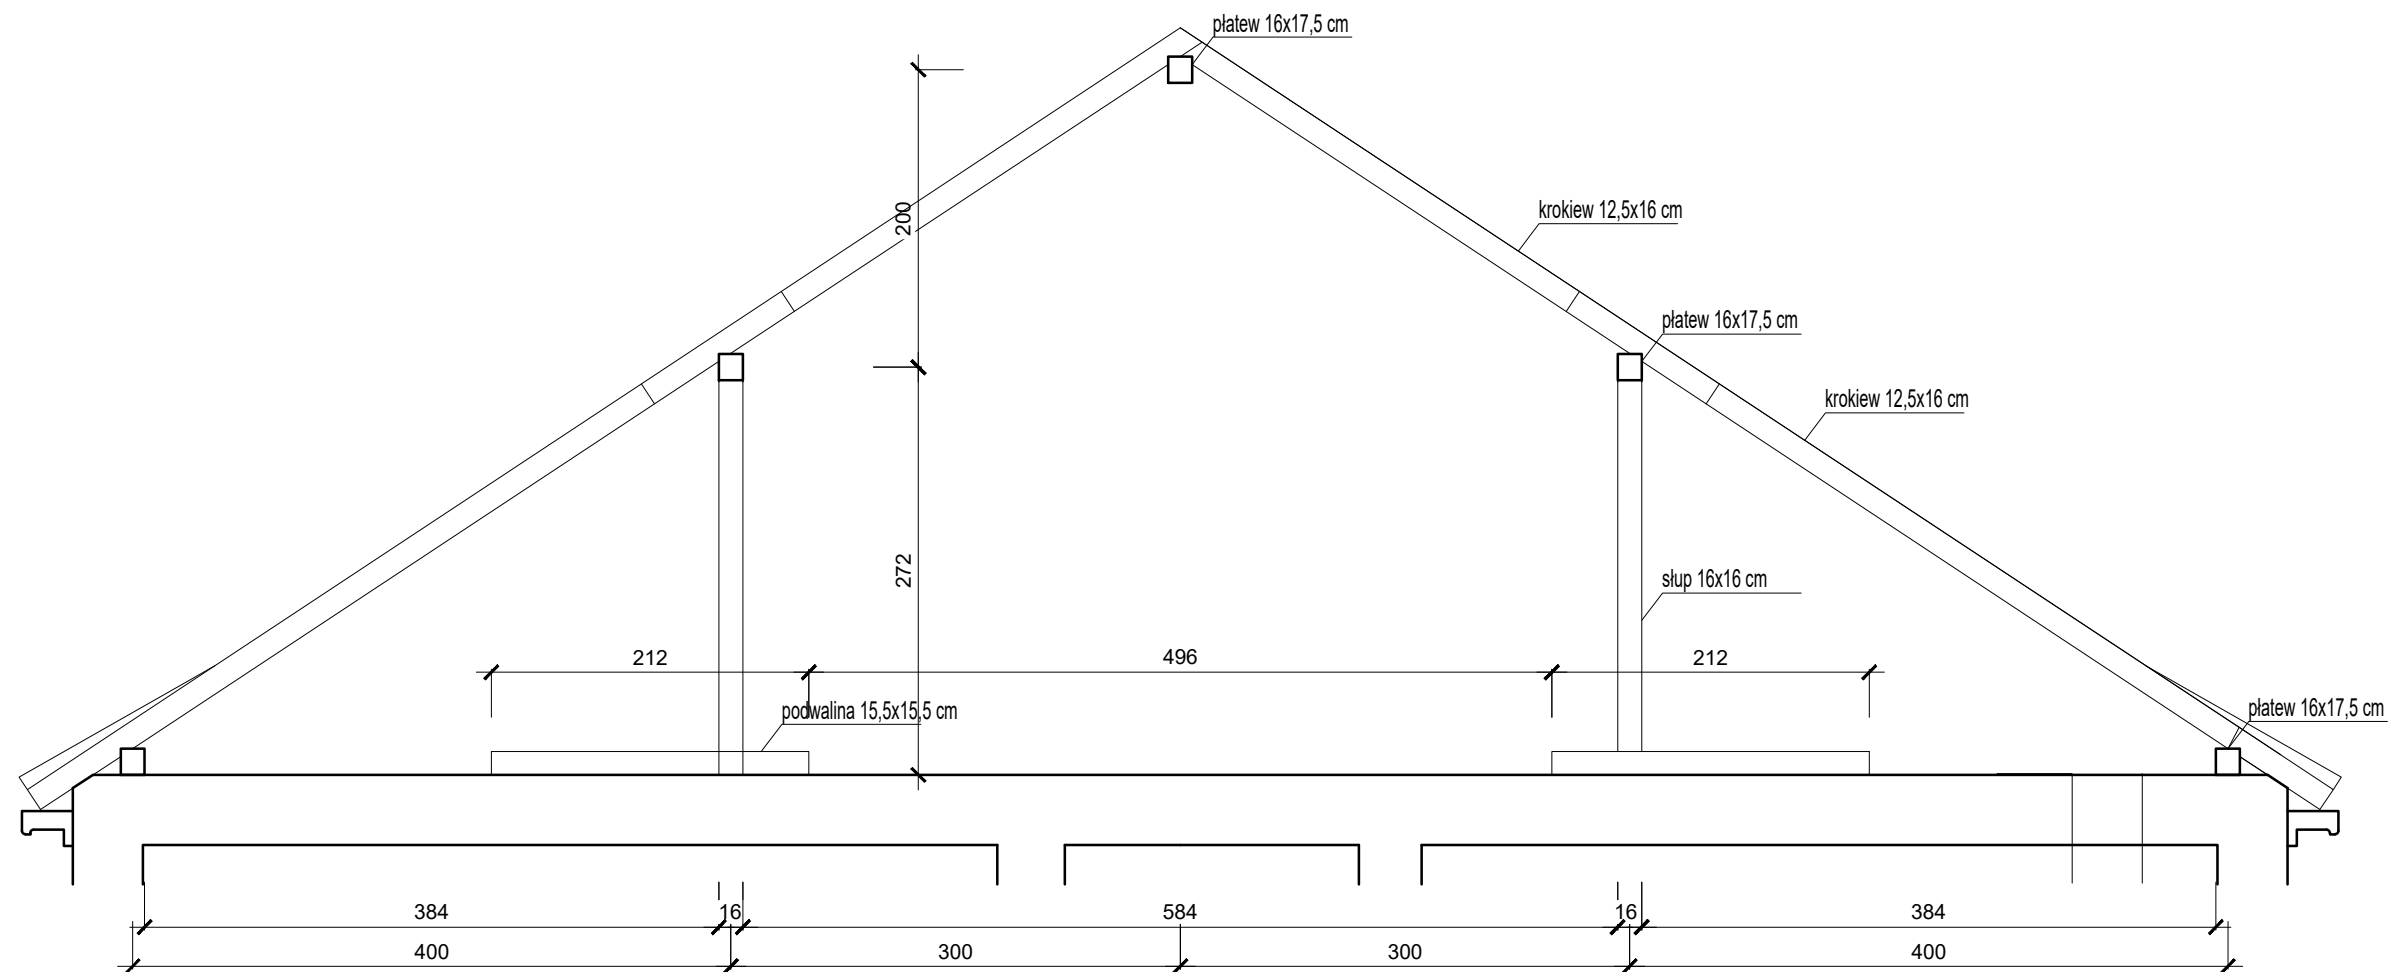 płatew 16x17,5 cm
200
krokiew 12,5x16 cm
płatew 16x17,5 cm
krokiew 12,5x16 cm
272
słup 16x16 cm
212
496
212
podwalina 15,5x15,5 cm
płatew 16x17,5 cm
384
16
584
16
384
400
300
300
400